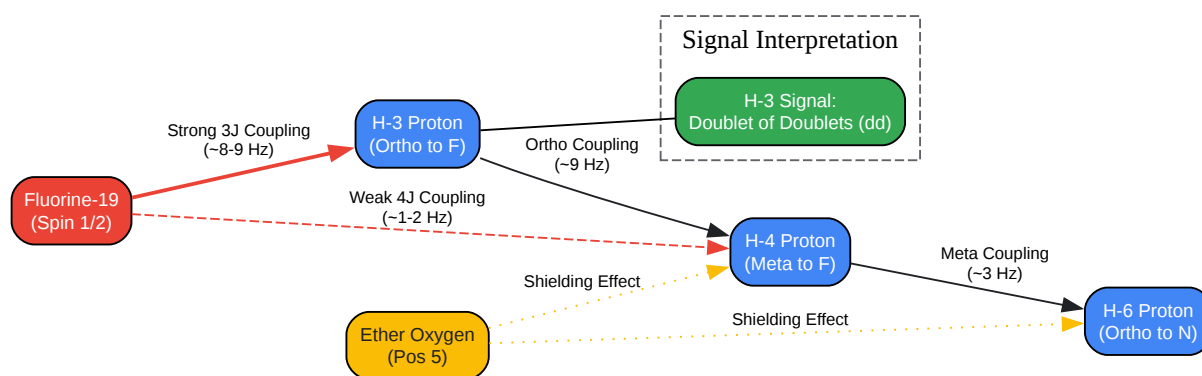 Signal Interpretation
H-3 Signal:
Doublet of Doublets (dd)
Strong 3J Coupling
(~8-9 Hz)
H-3 Proton
(Ortho to F)
Ortho Coupling
(~9 Hz)
Fluorine-19
(Spin 1/2)
Weak 4J Coupling
(~1-2 Hz)
H-4 Proton
(Meta to F)
Meta Coupling
(~3 Hz)
Shielding Effect
Ether Oxygen
(Pos 5)
Shielding Effect
H-6 Proton
(Ortho to N)